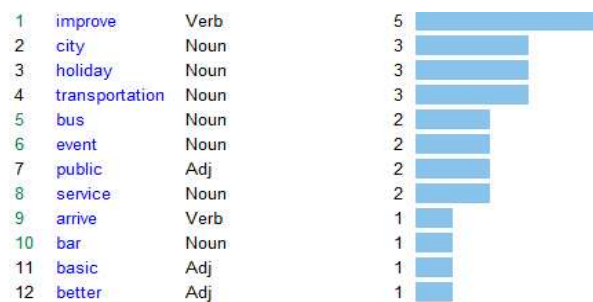 1 improve Verb 5
2 city Noun 3
3 holiday Noun 3
4 transportation Noun 3
5 bus Noun 2
6 event Noun 2
7 public Adj 2
8 service Noun 2
9 arrive Verb 1
10 bar Noun 1
11 basic Adj 1
12 better Adj 1